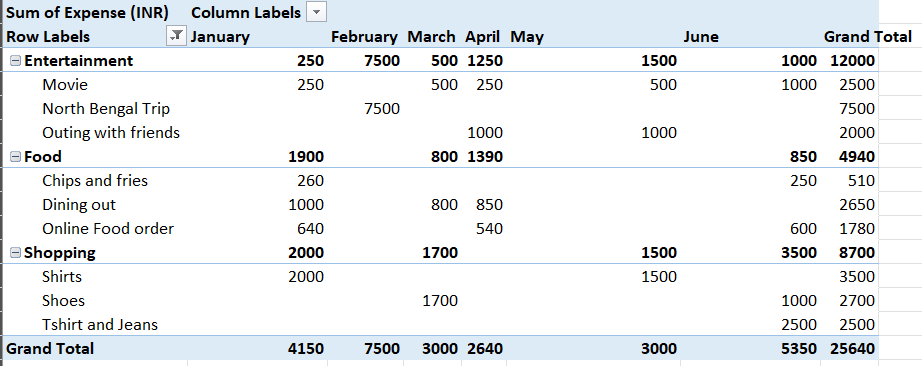 Sum of Expense (INR) Column Labels
Row Labels January February March April May June Grand Total
Entertainment 250 7500 500 1250 1500 1000 12000
Movie 250 500 250 500 1000 2500
North Bengal Trip 7500 7500
Outing with friends 1000 1000 2000
Food 1900 800 1390 850 4940
Chips and fries 260 250 510
Dining out 1000 800 850 2650
Online Food order 640 540 600 1780
Shopping 2000 1700 1500 3500 8700
Shirts 2000 1500 3500
Shoes 1700 1000 2700
Tshirt and Jeans 2500 2500
Grand Total 4150 7500 3000 2640 3000 5350 25640